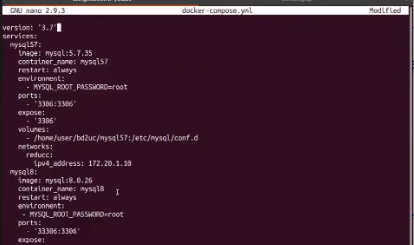 GNU nano 2.9.3 docker-compose.yml Modified
version: '3.7'
services:
mysql57:
image: mysql:5.7.35
container_name: mysql57
restart: always
environment:
- MYSQL_ROOT_PASSWORD=root
ports:
- '3306:3306'
expose:
- '3306'
volumes:
- /home/user/bd2uc/mysql57:/etc/mysql/conf.d
networks:
reducc:
ipv4_address: 172.20.1.10
mysql8:
image: mysql:8.0.26
container_name: mysql8
restart: always
environment:
- MYSQL_ROOT_PASSWORD=root
ports:
- '33306:3306'
expose: